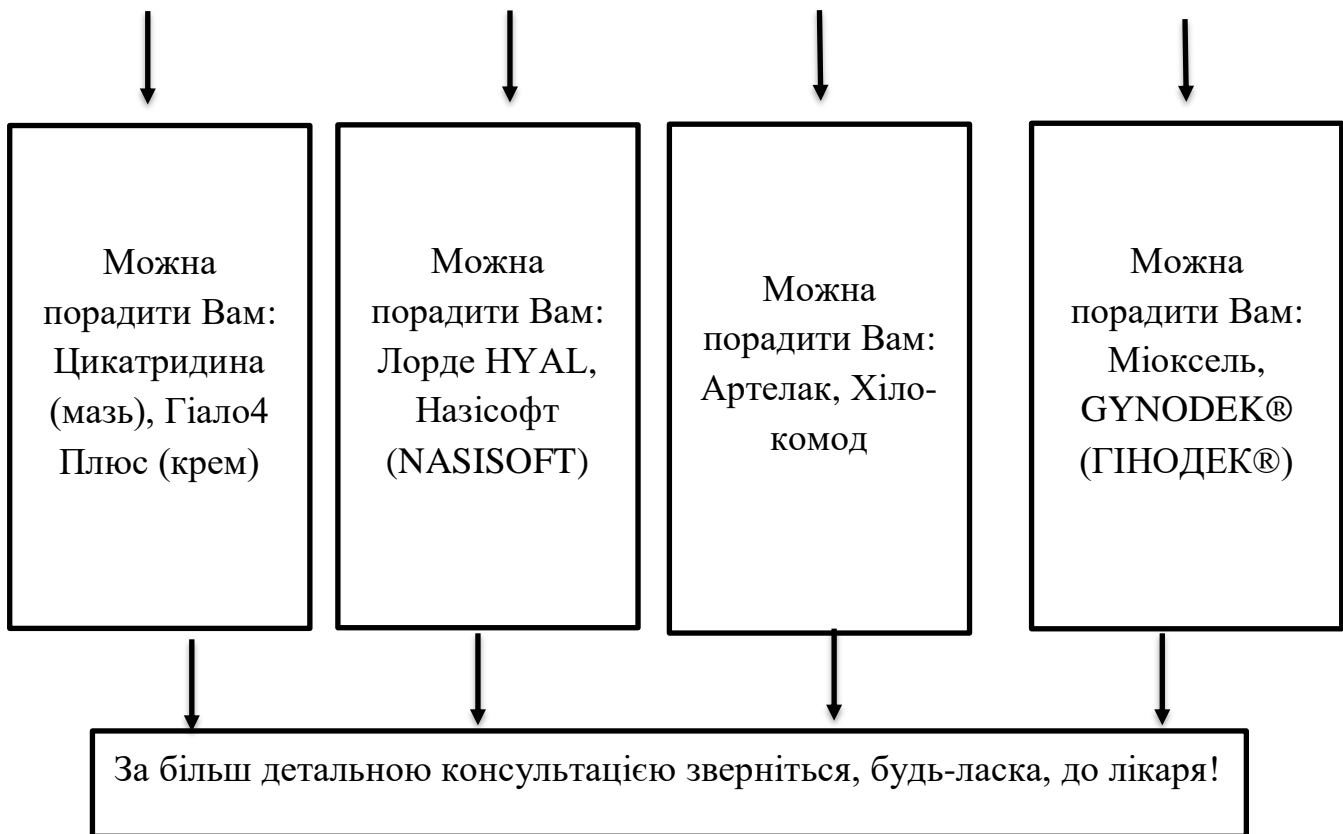 Можна
порадити Вам:
Цикатридина
(мазь), Гіало4
Плюс (крем)
Можна
порадити Вам:
Лорде HYAL,
Назісофт
(NASISOFT)
Можна
порадити Вам:
Артелак, Хіло-
комод
Можна
порадити Вам:
Міоксель,
GYNODEK®
(ГІНОДЕК®)
За більш детальною консультацією зверніться, будь-ласка, до лікаря!